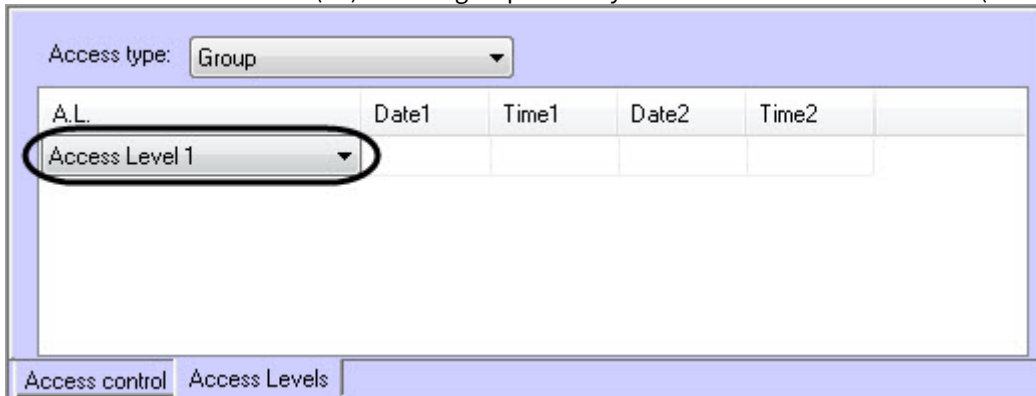 Access type: Group
A.L. Date1 Time1 Date2 Time2
Access Level 1
Access control Access Levels